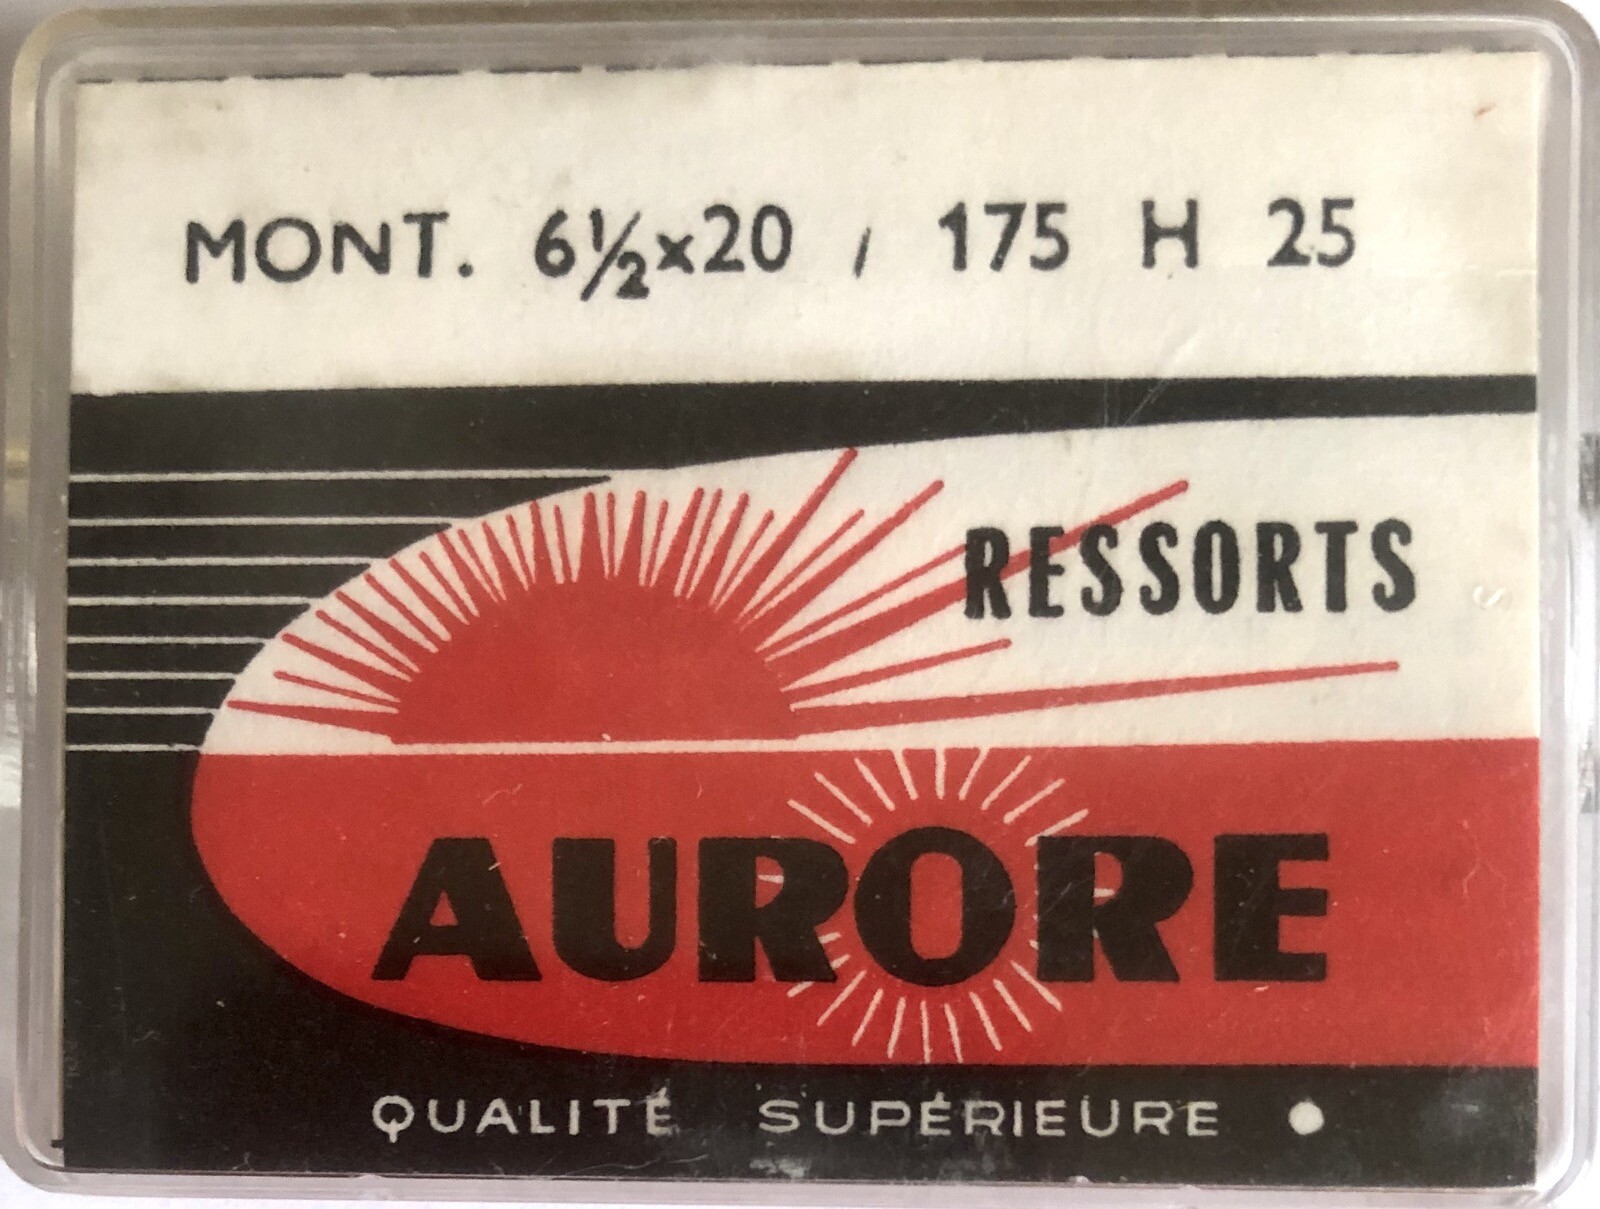 MONT. 6½x20 / 175 H 25
RESSORTS
AURORE
QUALITÉ SUPÉRIEURE